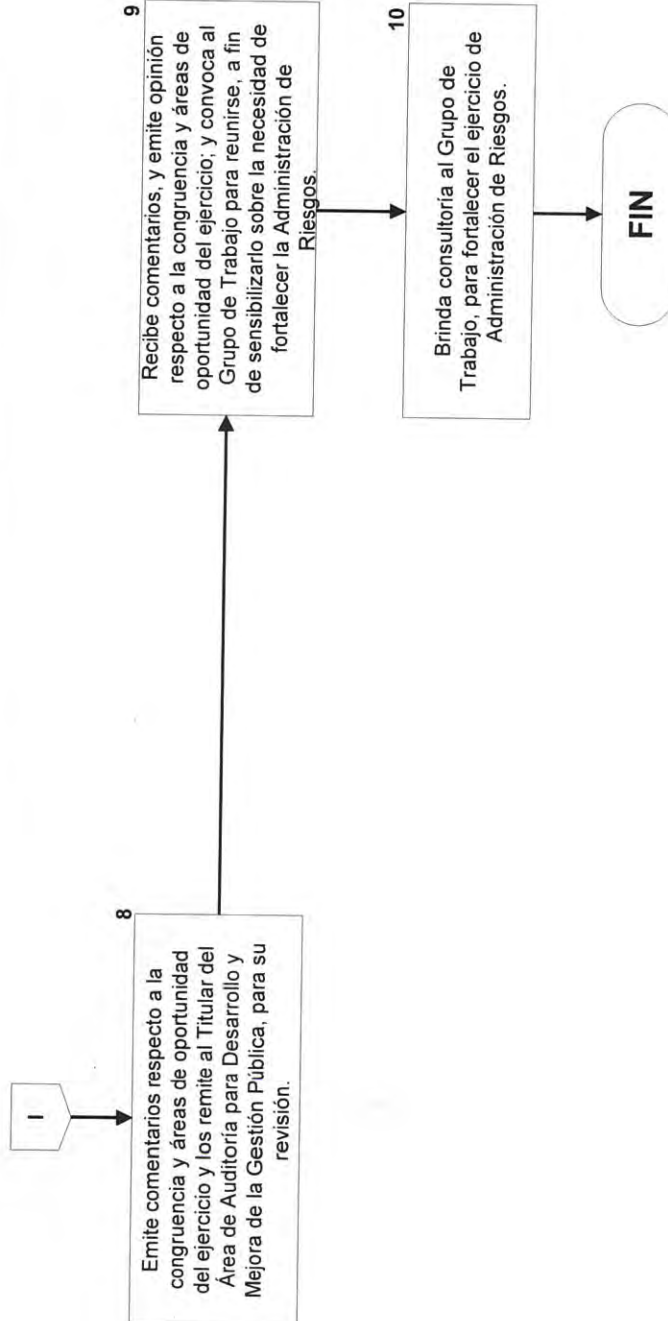 I
8
Emite comentarios respecto a la
congruencia y áreas de oportunidad
del ejercicio y los remite al Titular del
Área de Auditoría para Desarrollo y
Mejora de la Gestión Pública, para su
revisión.
9
Recibe comentarios, y emite opinión
respecto a la congruencia y áreas de
oportunidad del ejercicio; y convoca al
Grupo de Trabajo para reunirse, a fin
de sensibilizarlo sobre la necesidad de
fortalecer la Administración de
Riesgos.
10
Brinda consultoría al Grupo de
Trabajo, para fortalecer el ejercicio de
Administración de Riesgos.
FIN